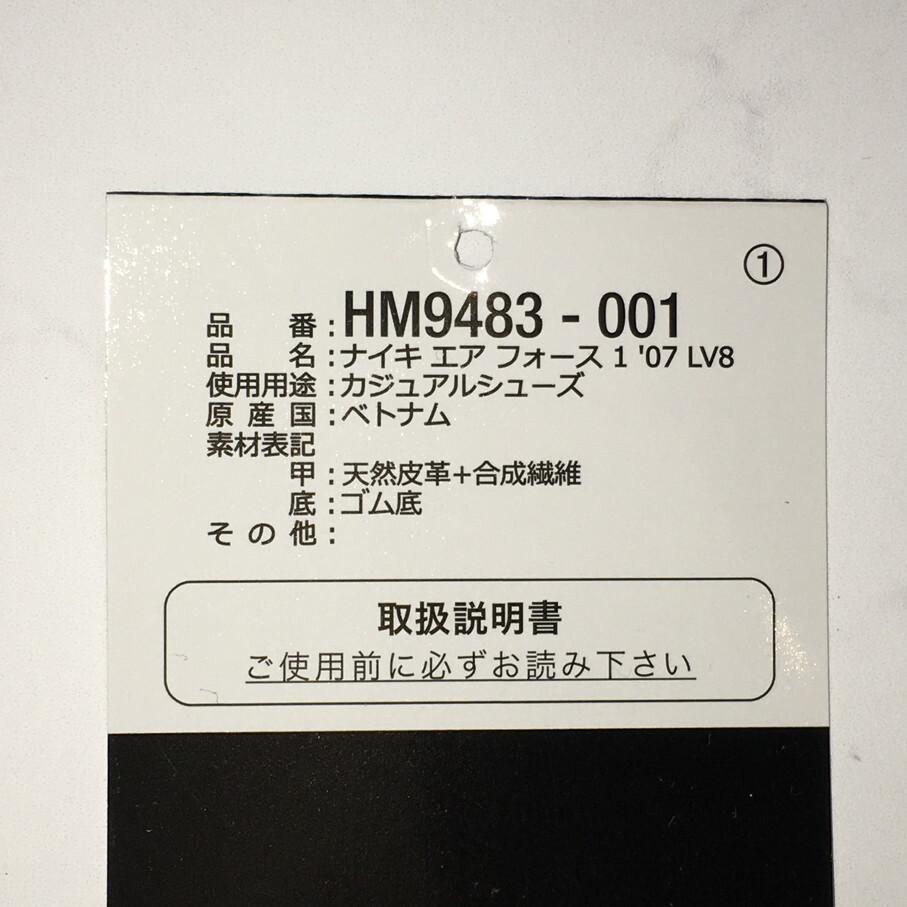 ①
品番:HM9483-001
品名:ナイキ エア フォース 1 '07 LV8
使用用途:カジュアルシューズ
原産国:ベトナム
素材表記
甲:天然皮革+合成繊維
底:ゴム底
その他:
取扱説明書
ご使用前に必ずお読み下さい